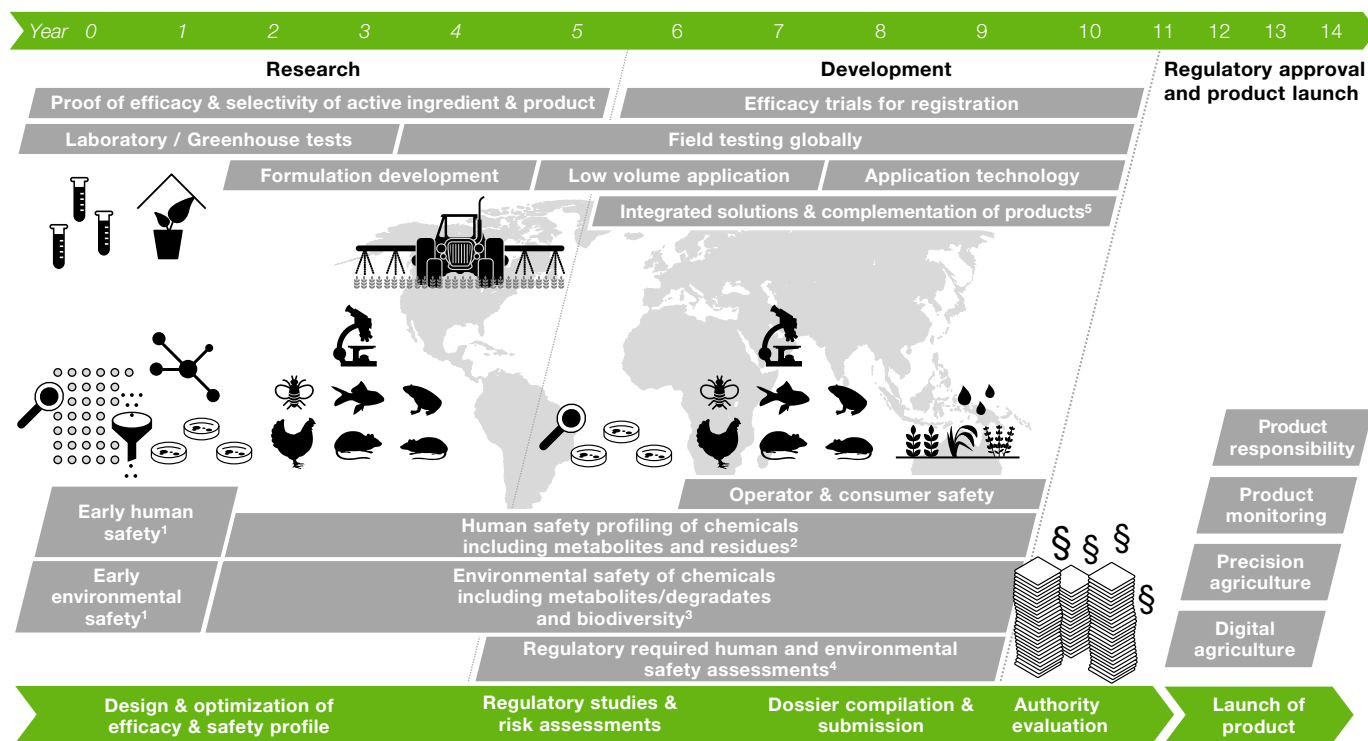 Year 0 1 2 3 4 5 6 7 8 9 10 11 12 13 14
Research
Development
Regulatory approval
and product launch
Proof of efficacy & selectivity of active ingredient & product
Efficacy trials for registration
Laboratory / Greenhouse tests
Field testing globally
Formulation development
Low volume application
Application technology
Integrated solutions & complementation of products⁵
Product
responsibility
Operator & consumer safety
Product
monitoring
Early human
safety¹
Human safety profiling of chemicals
including metabolites and residues²
§ § § §
Precision
agriculture
Early
environmental
safety¹
Environmental safety of chemicals
including metabolites/degradates
and biodiversity³
Digital
agriculture
Regulatory required human and environmental
safety assessments⁴
Design & optimization of
efficacy & safety profile
Regulatory studies &
risk assessments
Dossier compilation &
submission
Authority
evaluation
Launch of
product